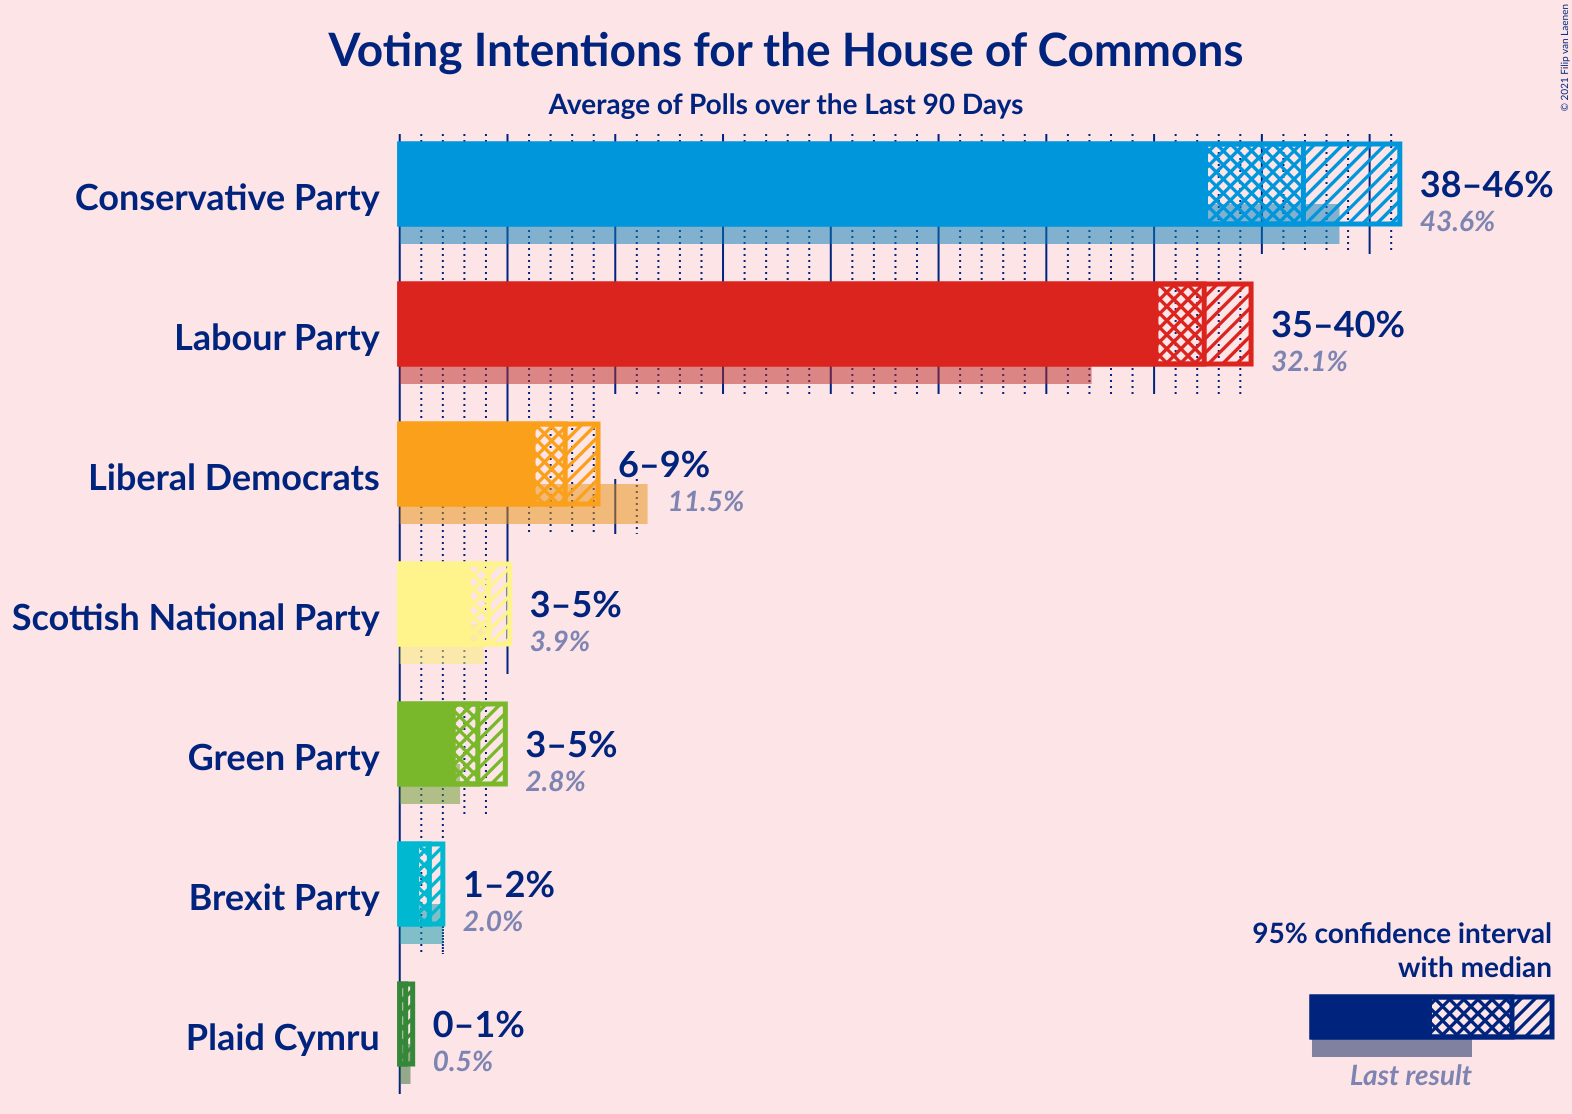 Voting Intentions for the House of Commons
Average of Polls over the Last 90 Days
© 2021 Filip van Laenen
Conservative Party
38–46%
43.6%
Labour Party
35–40%
32.1%
Liberal Democrats
6–9%
11.5%
Scottish National Party
3–5%
3.9%
Green Party
3–5%
2.8%
Brexit Party
1–2%
2.0%
Plaid Cymru
0–1%
0.5%
95% confidence interval
with median
Last result